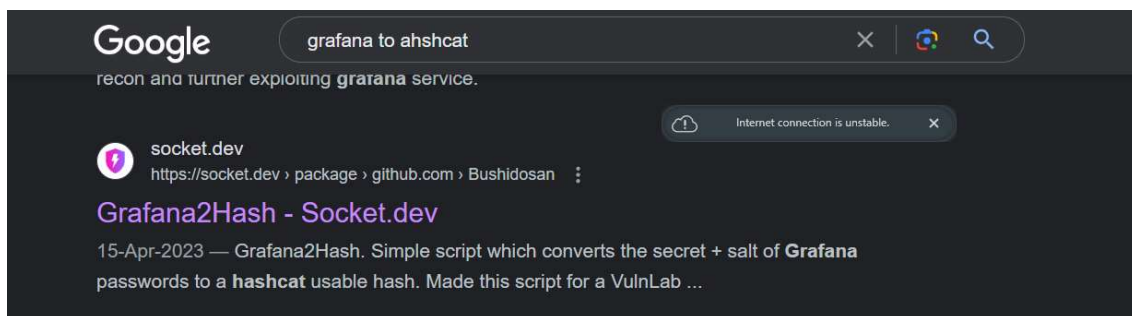 Google
grafana to ahshcat
recon and further exploiting grafana service.
Internet connection is unstable.
socket.dev
https://socket.dev › package › github.com › Bushidosan
Grafana2Hash - Socket.dev
15-Apr-2023 — Grafana2Hash. Simple script which converts the secret + salt of Grafana
passwords to a hashcat usable hash. Made this script for a VulnLab ...